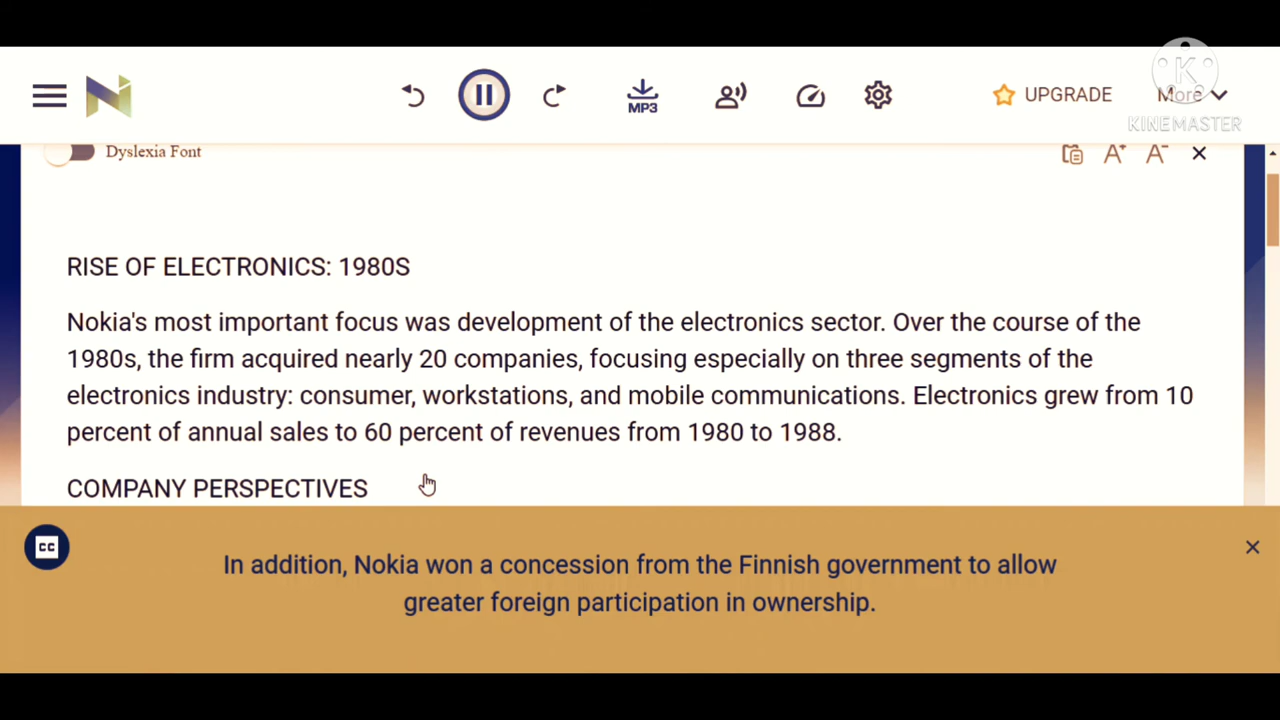 MP3
UPGRADE
More
K
KINEMASTER
Dyslexia Font
A+
A-
RISE OF ELECTRONICS: 1980S
Nokia's most important focus was development of the electronics sector. Over the course of the
1980s, the firm acquired nearly 20 companies, focusing especially on three segments of the
electronics industry: consumer, workstations, and mobile communications. Electronics grew from 10
percent of annual sales to 60 percent of revenues from 1980 to 1988.
COMPANY PERSPECTIVES
CC
In addition, Nokia won a concession from the Finnish government to allow
greater foreign participation in ownership.